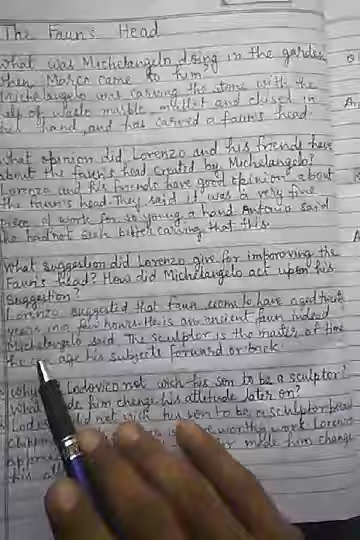 The Faun's Head
What was Michelangelo doing in the garden
when Marco came to him,
Michelangelo was carving the stone with the
help of waste marble mallet and chisel in
hand and has carved a faun's head.
What opinion did Lorenzo and his friends have
about the faun's head created by Michelangelo?
Lorenzo and his friends have good opinion about
the faun's head. They said it was a very fine
piece of work for so young a hand Antonio said
he had not seen better carving that this.
What suggestion did Lorenzo give for improving the
Faun's head? How did Michelangelo act upon his
Suggestion?
Lorenzo suggested that faun seem to have aged
years in a few hours. He is an ancient faun indeed
Michelangelo said The sculptor is the master of time
he age his subjects forward or back.
Why Lodovico not wish his son to be a sculptor?
What him change his attitude later on?
did not wish his son to be a sculptor
is worthy work Lorenzo
made him change
his